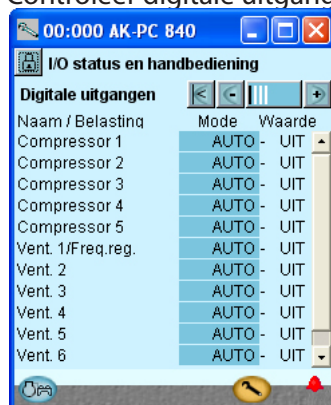 Controleer digitale uitgang
00:000 AK-PC 840
I/O status en handbediening
Digitale uitgangen
Naam / Belasting Mode Waarde
Compressor 1 AUTO - UIT
Compressor 2 AUTO - UIT
Compressor 3 AUTO - UIT
Compressor 4 AUTO - UIT
Compressor 5 AUTO - UIT
Vent. 1/Freq.reg. AUTO - UIT
Vent. 2 AUTO - UIT
Vent. 3 AUTO - UIT
Vent. 4 AUTO - UIT
Vent. 5 AUTO - UIT
Vent. 6 AUTO - UIT